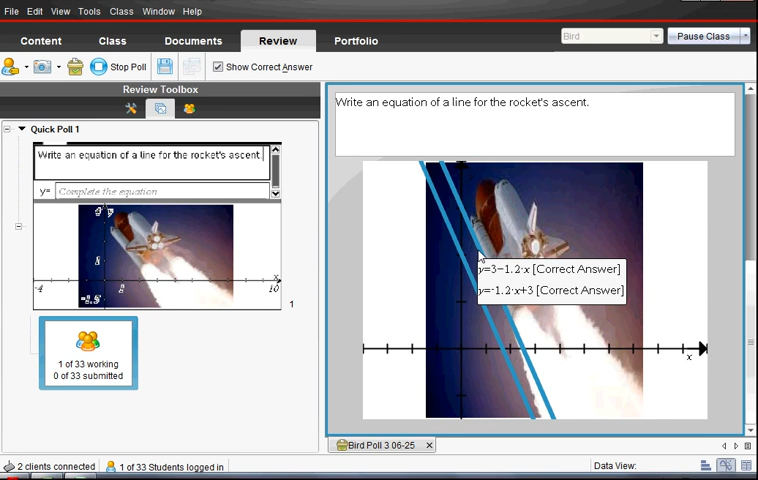 File Edit View Tools Class Window Help
Content Class Documents Review Portfolio
Bird Pause Class
Stop Poll Show Correct Answer
Review Toolbox
Quick Poll 1
Write an equation of a line for the rocket's ascent.
y= Complete the equation
x
-4 10
1
1 of 33 working
0 of 33 submitted
Write an equation of a line for the rocket's ascent.
y=3-1.2·x [Correct Answer]
y=-1.2·x+3 [Correct Answer]
x
Bird Poll 3 06-25
2 clients connected 1 of 33 Students logged in Data View: